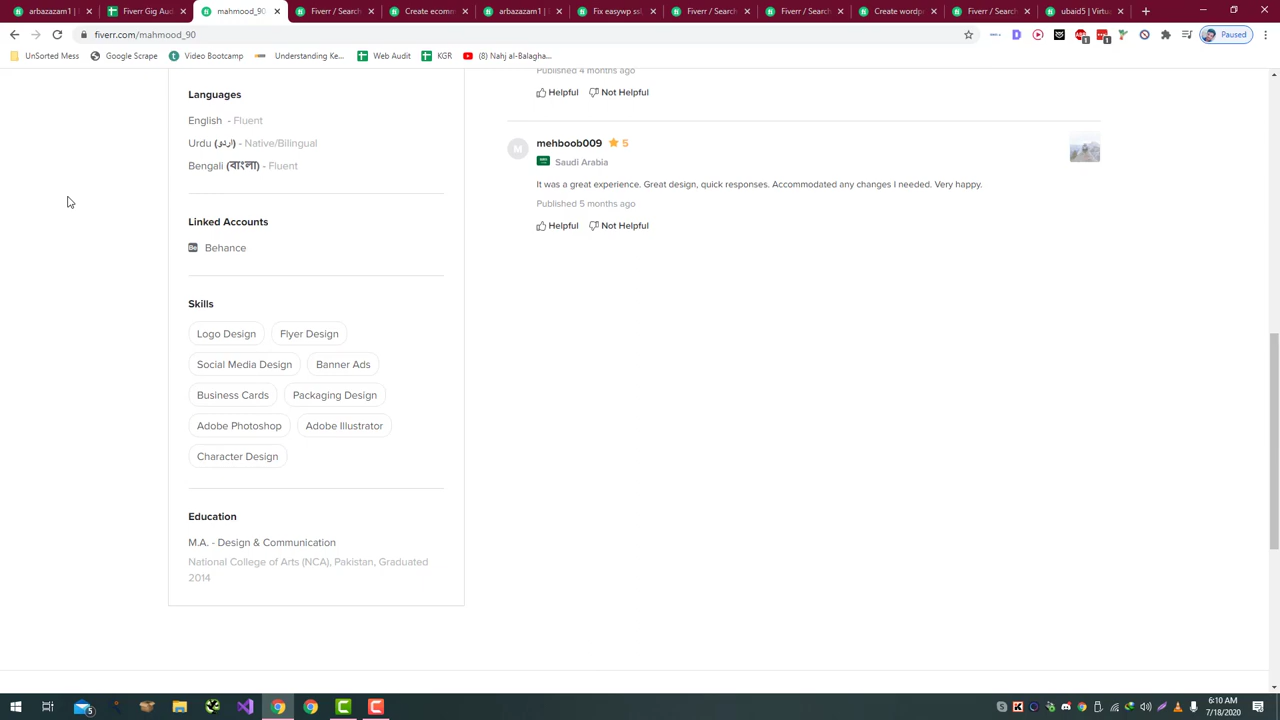 arbazazam1 |
Fiverr Gig Aud
mahmood_90
Fiverr / Search
Create ecomm
arbazazam1 |
Fix easywp ss
Fiverr / Search
Fiverr / Search
Create wordp
Fiverr / Search
ubaid5 | Virtua
fiverr.com/mahmood_90
Paused
UnSorted Mess
Google Scrape
Video Bootcamp
Understanding Ke...
Web Audit
KGR
(8) Nahj al-Balagha...
Published 4 months ago
Helpful Not Helpful
mehboob009 5
Saudi Arabia
It was a great experience. Great design, quick responses. Accommodated any changes I needed. Very happy.
Published 5 months ago
Helpful Not Helpful
Languages
English - Fluent
Urdu (اردو) - Native/Bilingual
Bengali (বাংলা) - Fluent
Linked Accounts
Behance
Skills
Logo Design
Flyer Design
Social Media Design
Banner Ads
Business Cards
Packaging Design
Adobe Photoshop
Adobe Illustrator
Character Design
Education
M.A. - Design & Communication
National College of Arts (NCA), Pakistan, Graduated
2014
M
6:10 AM
7/18/2020